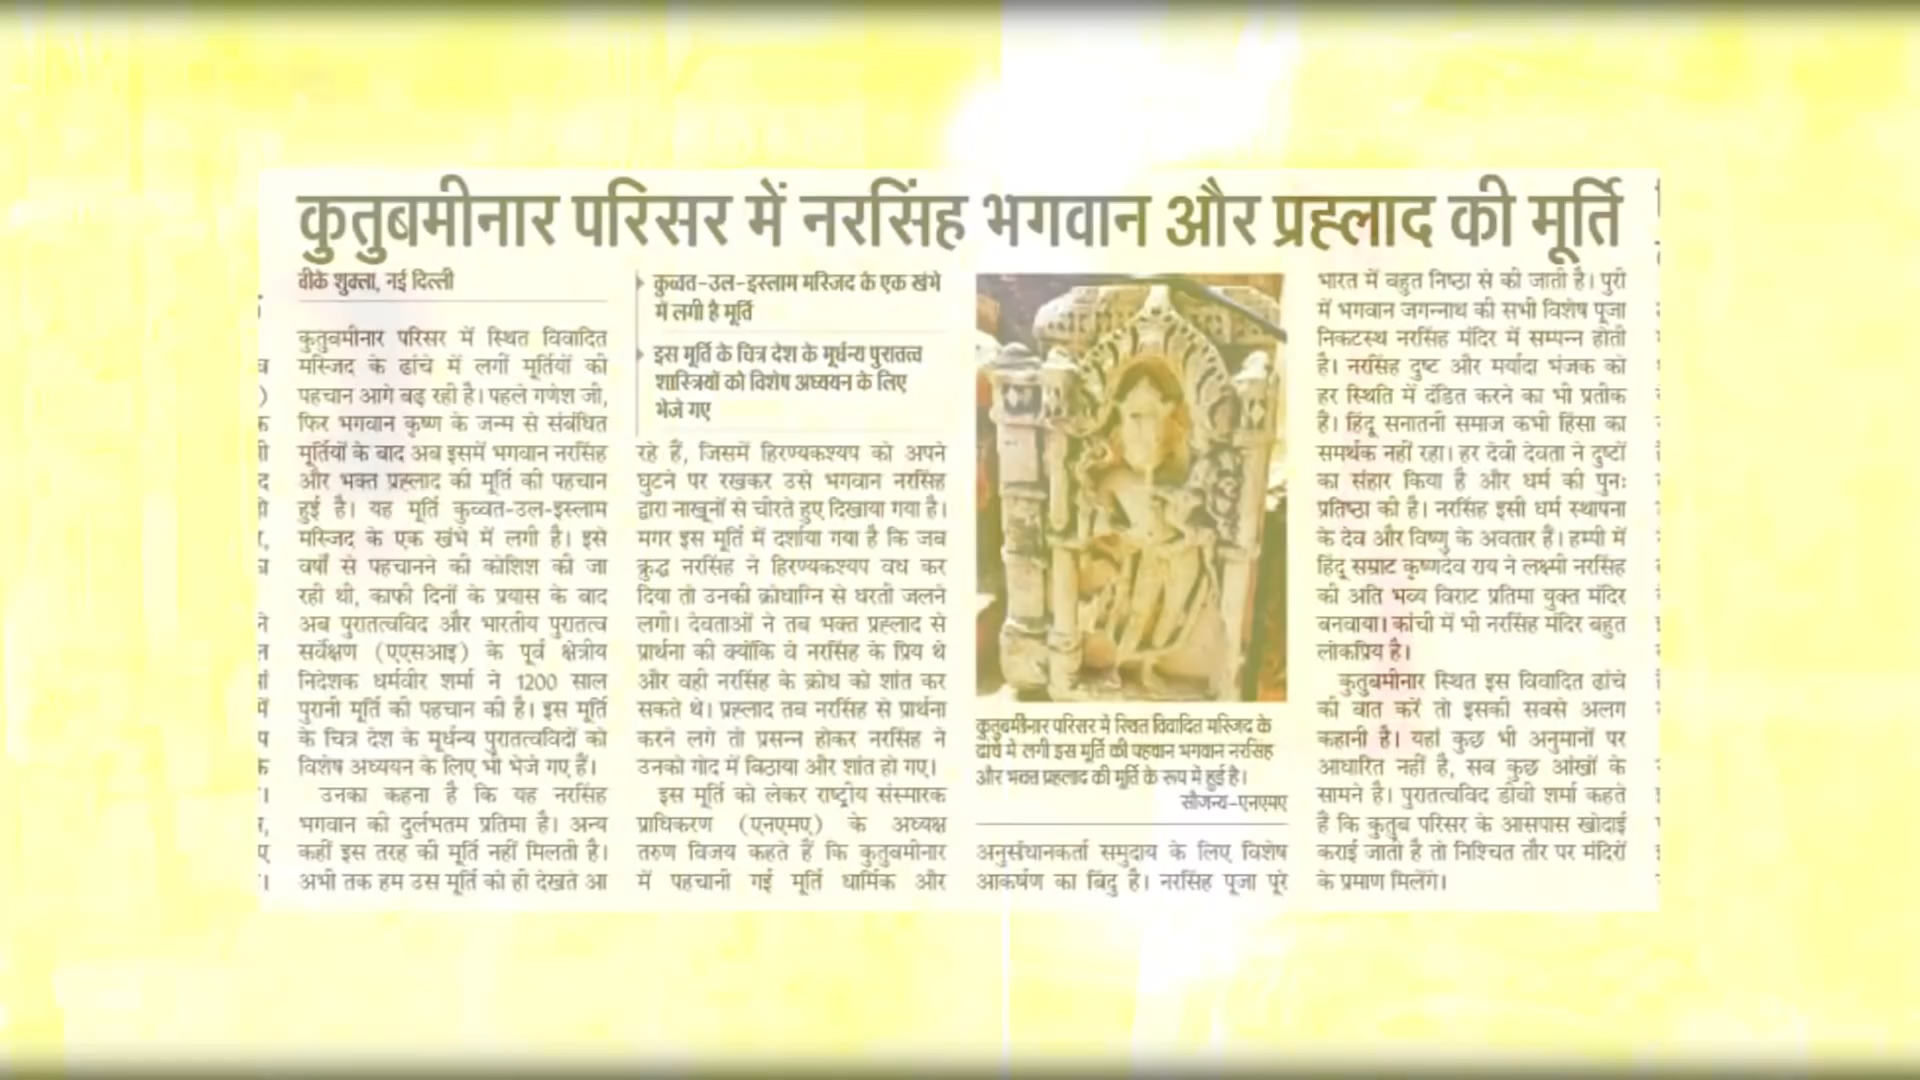 कुतुबमीनार परिसर में नरसिंह भगवान और प्रह्लाद की मूर्ति
वीके शुक्ला, नई दिल्ली
कुतुबमीनार परिसर में स्थित विवादित
मस्जिद के ढांचे में लगीं मूर्तियों की
पहचान आगे बढ़ रही है। पहले गणेश जी,
फिर भगवान कृष्ण के जन्म से संबंधित
मूर्तियों के बाद अब इसमें भगवान नरसिंह
और भक्त प्रह्लाद की मूर्ति की पहचान
हुई है। यह मूर्ति कुव्वत-उल-इस्लाम
मस्जिद के एक खंभे में लगी है। इसे
वर्षों से पहचानने की कोशिश की जा
रही थी, काफी दिनों के प्रयास के बाद
अब पुरातत्वविद और भारतीय पुरातत्व
सर्वेक्षण (एएसआइ) के पूर्व क्षेत्रीय
निदेशक धर्मवीर शर्मा ने 1200 साल
पुरानी मूर्ति की पहचान की है। इस मूर्ति
के चित्र देश के मूर्धन्य पुरातत्वविदों को
विशेष अध्ययन के लिए भी भेजे गए हैं।
उनका कहना है कि यह नरसिंह
भगवान की दुर्लभतम प्रतिमा है। अन्य
कहीं इस तरह की मूर्ति नहीं मिलती है।
अभी तक हम उस मूर्ति को ही देखते आ
कुव्वत-उल-इस्लाम मस्जिद के एक खंभे
में लगी है मूर्ति
इस मूर्ति के चित्र देश के मूर्धन्य पुरातत्व
शास्त्रियों को विशेष अध्ययन के लिए
भेजे गए
रहे हैं, जिसमें हिरण्यकश्यप को अपने
घुटने पर रखकर उसे भगवान नरसिंह
द्वारा नाखूनों से चीरते हुए दिखाया गया है।
मगर इस मूर्ति में दर्शाया गया है कि जब
क्रुद्ध नरसिंह ने हिरण्यकश्यप वध कर
दिया तो उनकी क्रोधाग्नि से धरती जलने
लगी। देवताओं ने तब भक्त प्रह्लाद से
प्रार्थना की क्योंकि वे नरसिंह के प्रिय थे
और वही नरसिंह के क्रोध को शांत कर
सकते थे। प्रह्लाद तब नरसिंह से प्रार्थना
करने लगे तो प्रसन्न होकर नरसिंह ने
उनको गोद में बिठाया और शांत हो गए।
इस मूर्ति को लेकर राष्ट्रीय संस्मारक
प्राधिकरण (एनएमए) के अध्यक्ष
तरुण विजय कहते हैं कि कुतुबमीनार
में पहचानी गई मूर्ति धार्मिक और
कुतुबमीनार परिसर में स्थित विवादित मस्जिद के
ढांचे में लगी इस मूर्ति की पहचान भगवान नरसिंह
और भक्त प्रहलाद की मूर्ति के रूप में हुई है।
सौजन्य-एनएमए
अनुसंधानकर्ता समुदाय के लिए विशेष
आकर्षण का बिंदु है। नरसिंह पूजा पूरे
भारत में बहुत निष्ठा से की जाती है। पुरी
में भगवान जगन्नाथ की सभी विशेष पूजा
निकटस्थ नरसिंह मंदिर में सम्पन्न होती
है। नरसिंह दुष्ट और मर्यादा भंजक को
हर स्थिति में दंडित करने का भी प्रतीक
हैं। हिंदू सनातनी समाज कभी हिंसा का
समर्थक नहीं रहा। हर देवी देवता ने दुष्टों
का संहार किया है और धर्म की पुनः
प्रतिष्ठा की है। नरसिंह इसी धर्म स्थापना
के देव और विष्णु के अवतार हैं। हम्पी में
हिंदू सम्राट कृष्णदेव राय ने लक्ष्मी नरसिंह
की अति भव्य विराट प्रतिमा युक्त मंदिर
बनवाया। कांची में भी नरसिंह मंदिर बहुत
लोकप्रिय है।
कुतुबमीनार स्थित इस विवादित ढांचे
की बात करें तो इसकी सबसे अलग
कहानी है। यहां कुछ भी अनुमानों पर
आधारित नहीं है, सब कुछ आंखों के
सामने है। पुरातत्वविद डीवी शर्मा कहते
हैं कि कुतुब परिसर के आसपास खोदाई
कराई जाती है तो निश्चित तौर पर मंदिरों
के प्रमाण मिलेंगे।